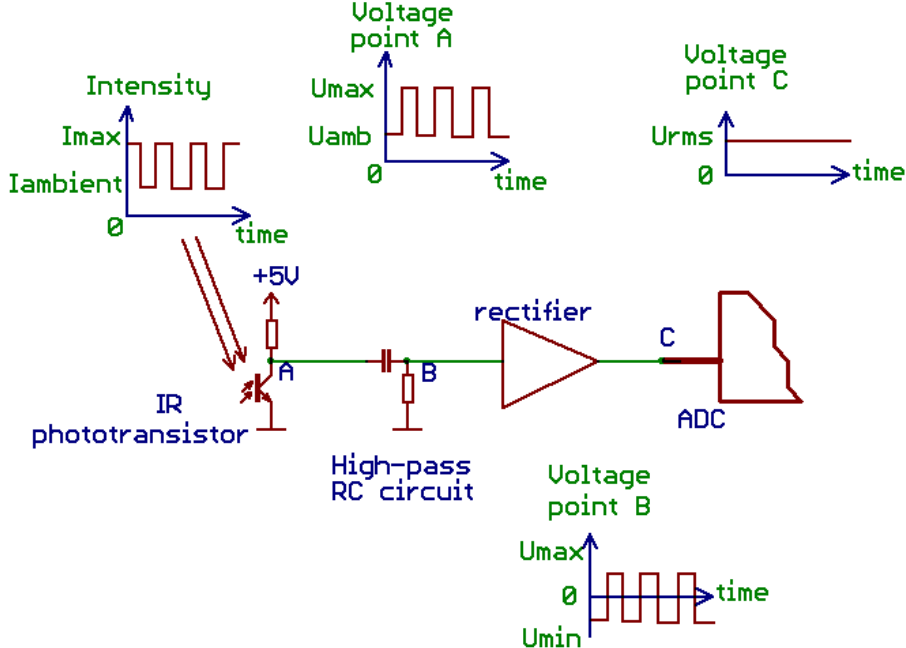 Voltage
point A
Umax
Uamb
0
time
Voltage
point C
Urms
0
time
Intensity
Imax
Iambient
0
time
+5V
rectifier
A
B
C
IR
phototransistor
ADC
High-pass
RC circuit
Voltage
point B
Umax
0
time
Umin